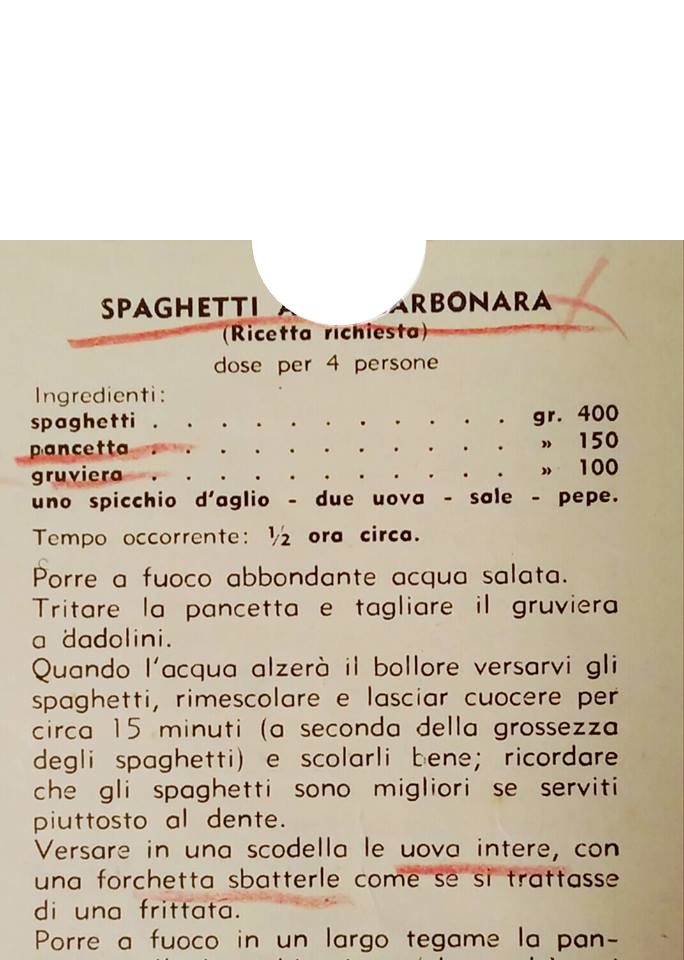 SPAGHETTI CARBONARA
(Ricetta richiesta)
dose per 4 persone
Ingredienti:
spaghetti . . . . . . . . . . gr. 400
pancetta . . . . . . . . . . » 150
gruviera . . . . . . . . . . » 100
uno spicchio d'aglio - due uova - sale - pepe.
Tempo occorrente: ½ ora circa.
Porre a fuoco abbondante acqua salata.
Tritare la pancetta e tagliare il gruviera
a dadolini.
Quando l'acqua alzerà il bollore versarvi gli
spaghetti, rimescolare e lasciar cuocere per
circa 15 minuti (a seconda della grossezza
degli spaghetti) e scolarli bene; ricordare
che gli spaghetti sono migliori se serviti
piuttosto al dente.
Versare in una scodella le uova intere, con
una forchetta sbatterle come se si trattasse
di una frittata.
Porre a fuoco in un largo tegame la pan-